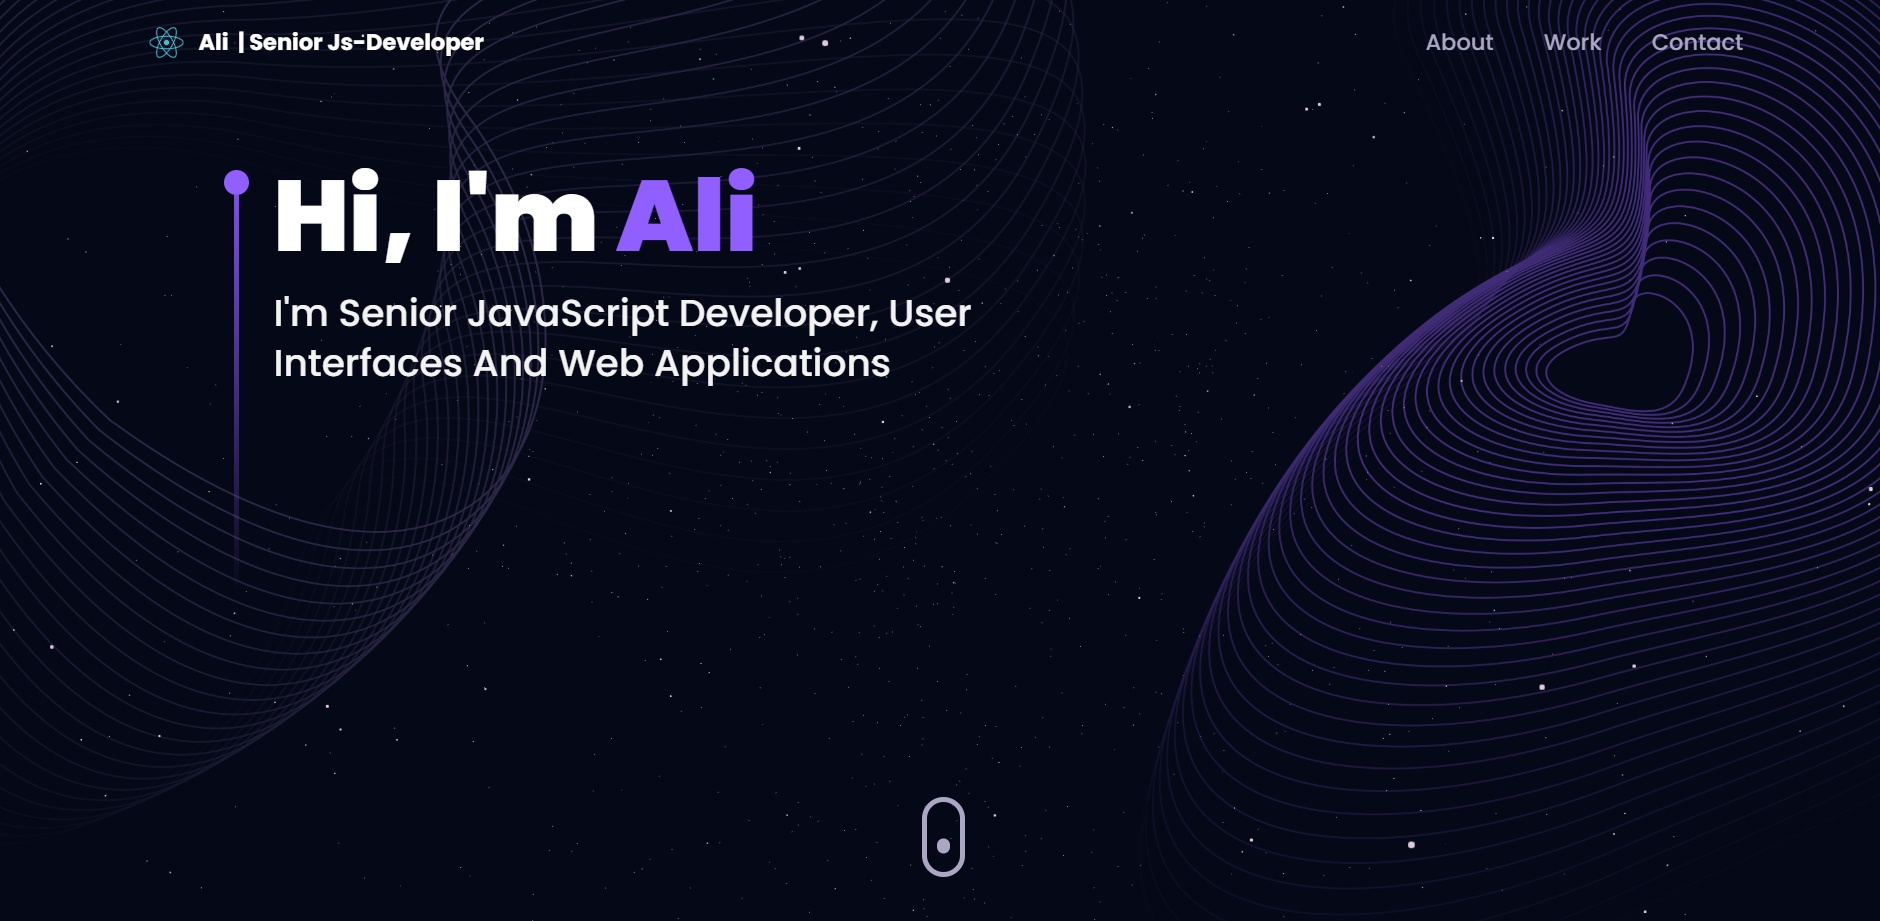 Ali | Senior Js-Developer
About Work Contact
Hi, I'm Ali
I'm Senior JavaScript Developer, User
Interfaces And Web Applications